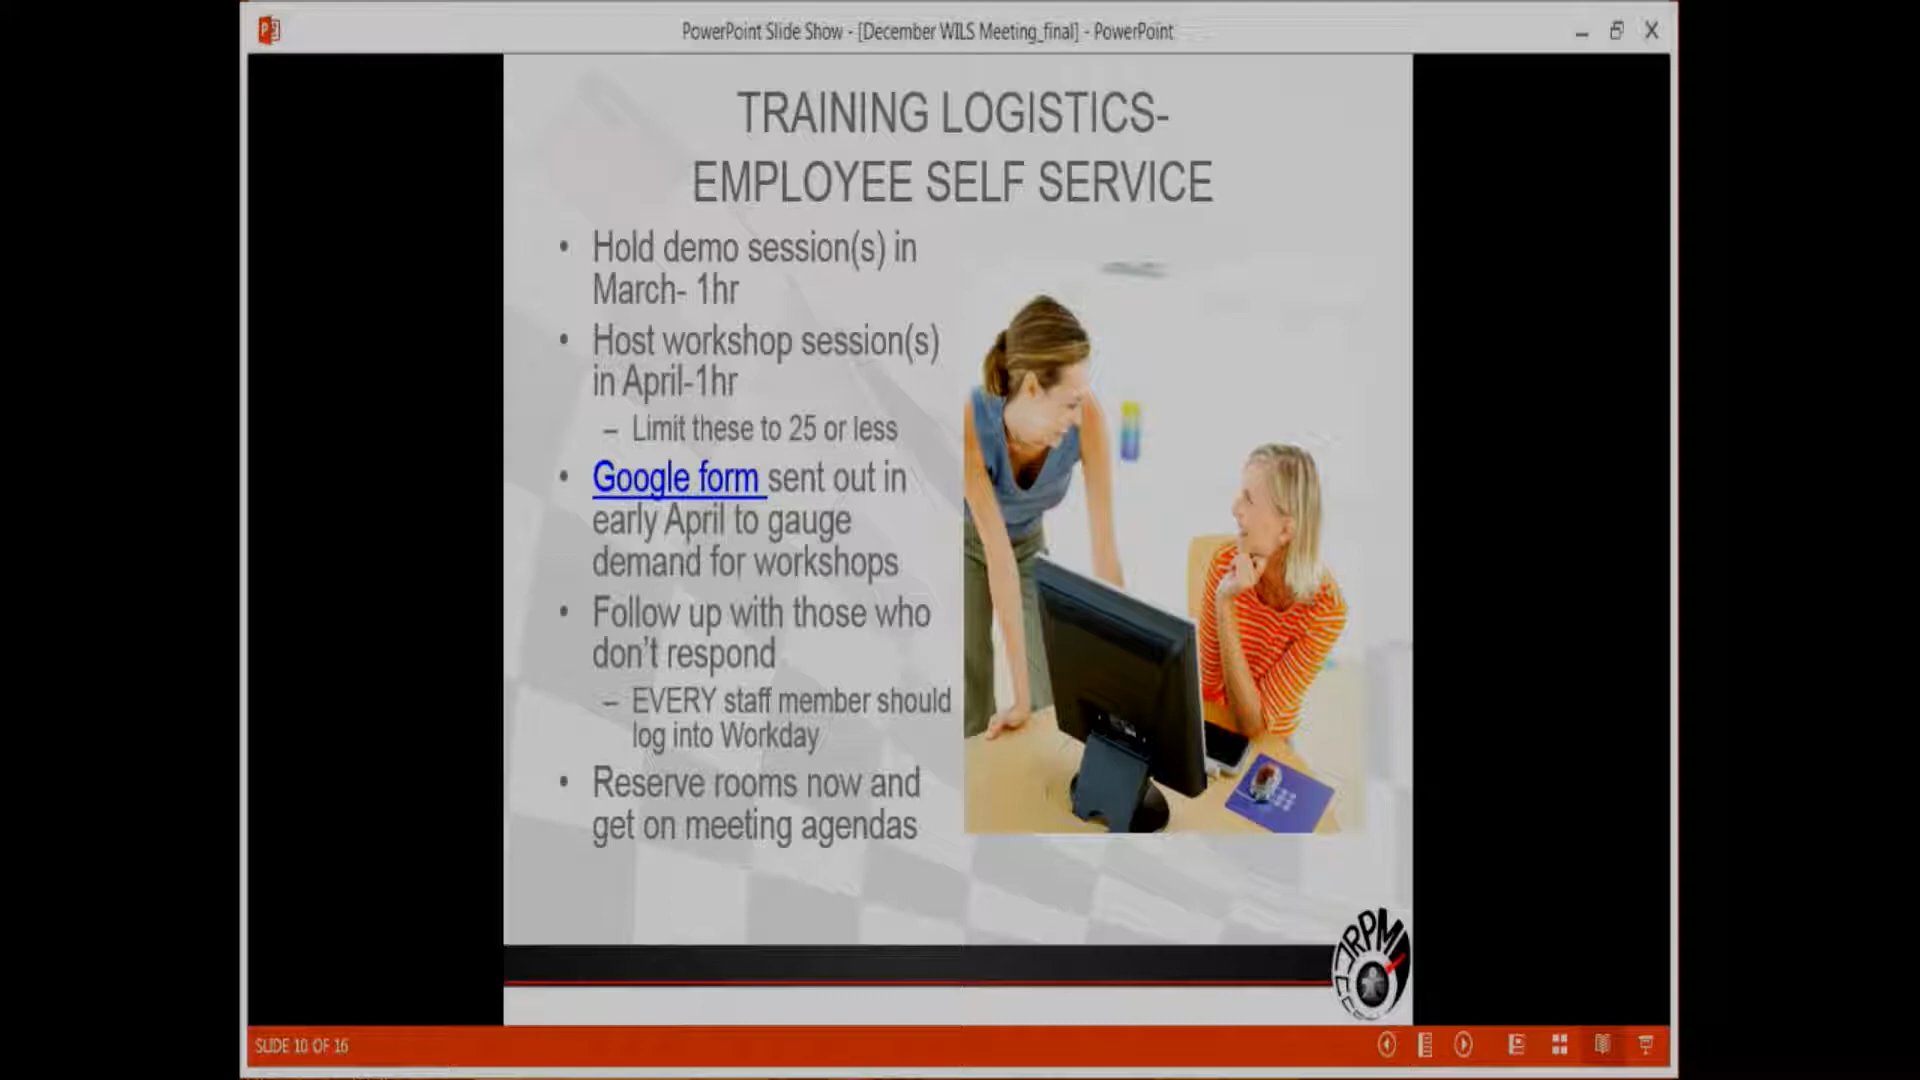 PowerPoint Slide Show - [December WILS Meeting_final] - PowerPoint
TRAINING LOGISTICS-
EMPLOYEE SELF SERVICE
• Hold demo session(s) in
March- 1hr
• Host workshop session(s)
in April-1hr
– Limit these to 25 or less
• Google form sent out in
early April to gauge
demand for workshops
• Follow up with those who
don't respond
– EVERY staff member should
log into Workday
• Reserve rooms now and
get on meeting agendas
RPM
SLIDE 10 OF 16